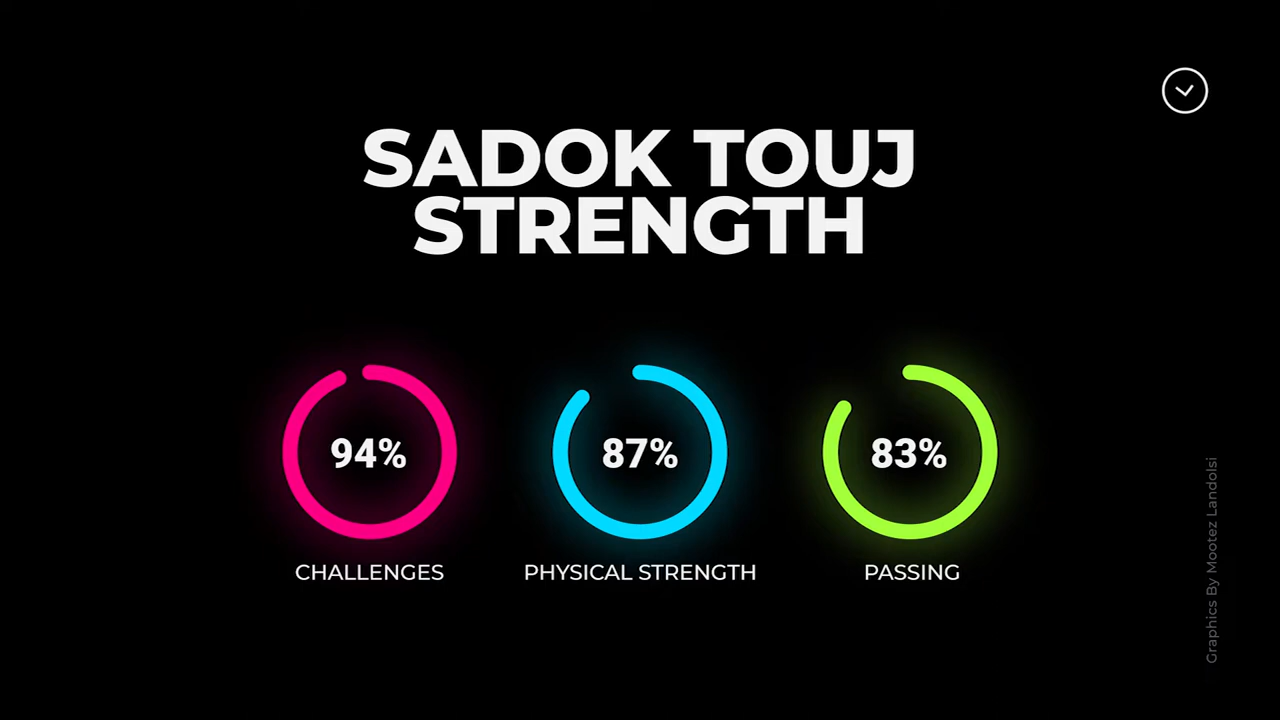 SADOK TOUJ
STRENGTH
94%
87%
83%
CHALLENGES
PHYSICAL STRENGTH
PASSING
Graphics By Mootez Landolsi